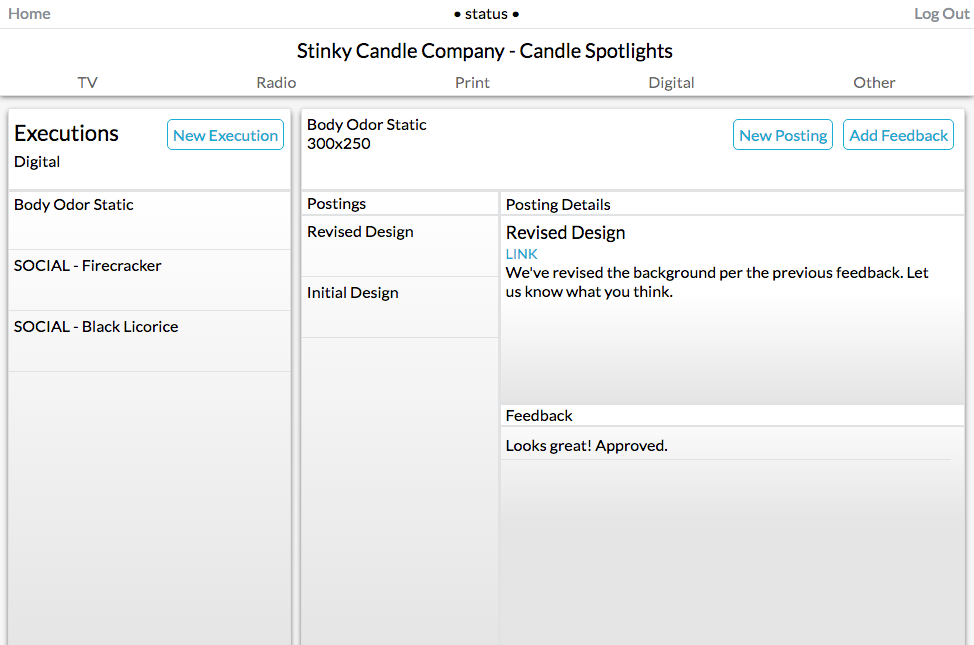 Home
• status •
Log Out
Stinky Candle Company - Candle Spotlights
TV
Radio
Print
Digital
Other
Executions
New Execution
Digital
Body Odor Static
SOCIAL - Firecracker
SOCIAL - Black Licorice
Body Odor Static
300x250
New Posting
Add Feedback
Postings
Revised Design
Initial Design
Posting Details
Revised Design
LINK
We've revised the background per the previous feedback. Let
us know what you think.
Feedback
Looks great! Approved.